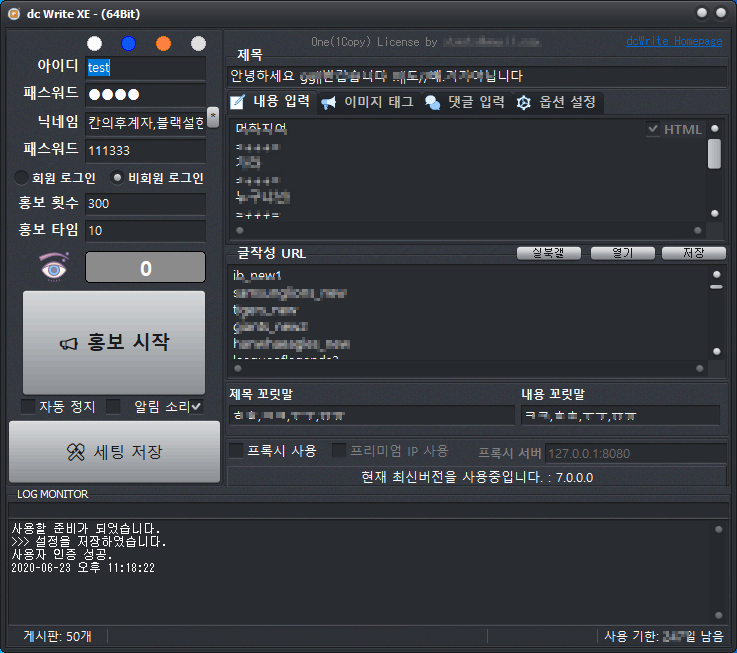 dc Write XE - (64Bit)
One(1Copy) License by
dcWrite Homepage
아이디 test
패스워드 ●●●●
닉네임 칸의후계자,블랙설한
*
패스워드 111333
회원 로그인 비회원 로그인
홍보 횟수 300
홍보 타임 10
0
홍보 시작
자동 정지 알림 소리
세팅 저장
제목
안녕하세요
내용 입력 이미지 태그 댓글 입력 옵션 설정
HTML
글작성 URL 실북갤 열기 저장
ib_new1
samsunglions_new
tigers_new
giants_new2
hanwhaeagles_new
제목 꼬릿말 내용 꼬릿말
프록시 사용 프리미엄 IP 사용 프록시 서버 127.0.0.1:8080
현재 최신버전을 사용중입니다. : 7.0.0.0
LOG MONITOR
사용할 준비가 되었습니다.
>>> 설정을 저장하였습니다.
사용자 인증 성공.
2020-06-23 오후 11:18:22
게시판: 50개
사용 기한: 일 남음